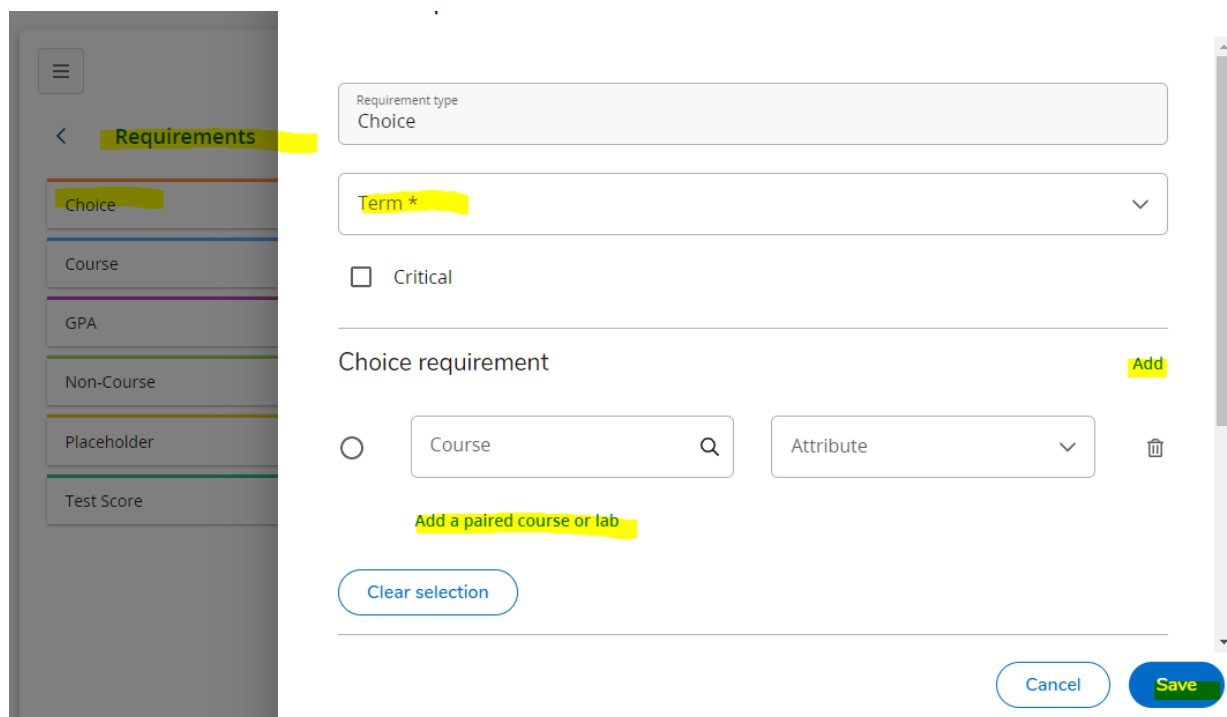 Requirements
Choice
Course
GPA
Non-Course
Placeholder
Test Score
Requirement type
Choice
Term *
Critical
Choice requirement
Add
Course
Attribute
Add a paired course or lab
Clear selection
Cancel
Save